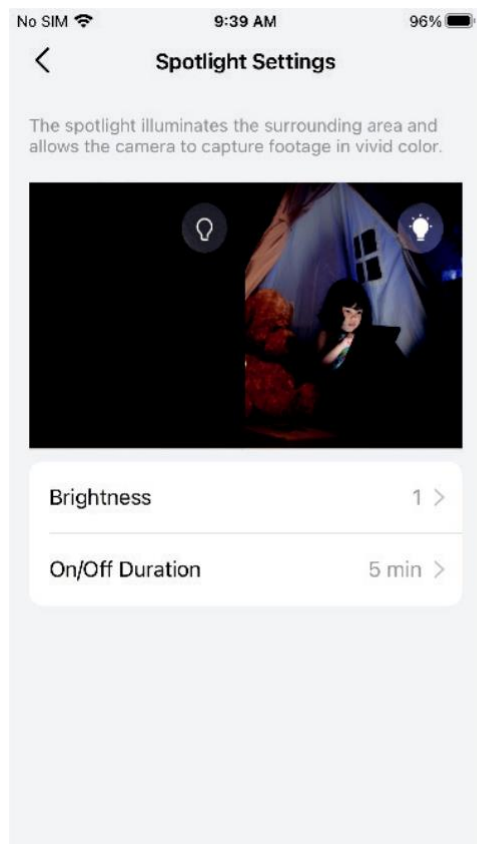 No SIM 9:39 AM 96%
Spotlight Settings
The spotlight illuminates the surrounding area and
allows the camera to capture footage in vivid color.
Brightness 1
On/Off Duration 5 min